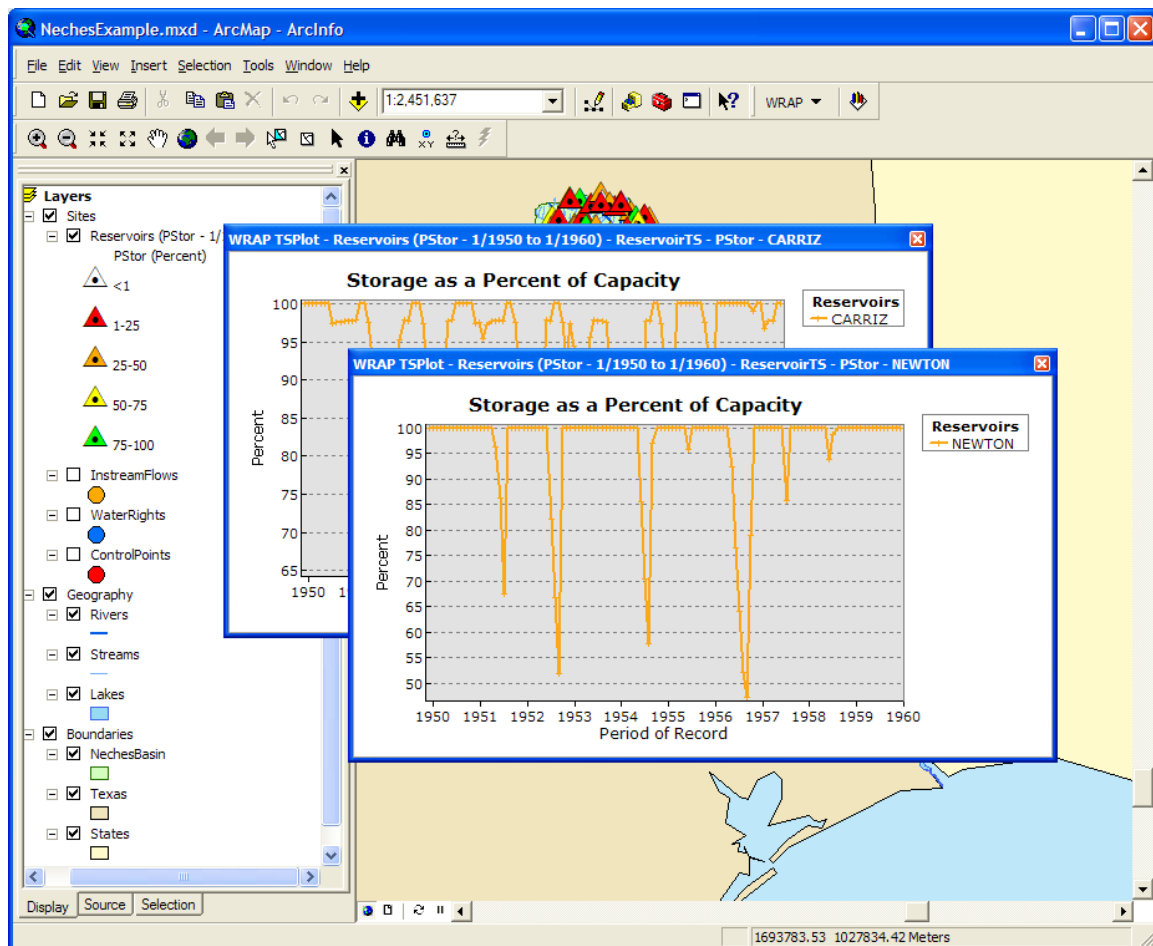 NechesExample.mxd - ArcMap - ArcInfo
File Edit View Insert Selection Tools Window Help
1:2,451,637
WRAP
XY
Layers
Sites
Reservoirs (PStor - 1/
PStor (Percent)
<1
1-25
25-50
50-75
75-100
InstreamFlows
WaterRights
ControlPoints
Geography
Rivers
Streams
Lakes
Boundaries
NechesBasin
Texas
States
Display Source Selection
WRAP TSPlot - Reservoirs (PStor - 1/1950 to 1/1960) - ReservoirTS - PStor - CARRIZ
Storage as a Percent of Capacity
Reservoirs
CARRIZ
Percent
100
95
90
85
80
75
70
65
1950
WRAP TSPlot - Reservoirs (PStor - 1/1950 to 1/1960) - ReservoirTS - PStor - NEWTON
Storage as a Percent of Capacity
Reservoirs
NEWTON
Percent
100
95
90
85
80
75
70
65
60
55
50
1950 1951 1952 1953 1954 1955 1956 1957 1958 1959 1960
Period of Record
1693783.53 1027834.42 Meters